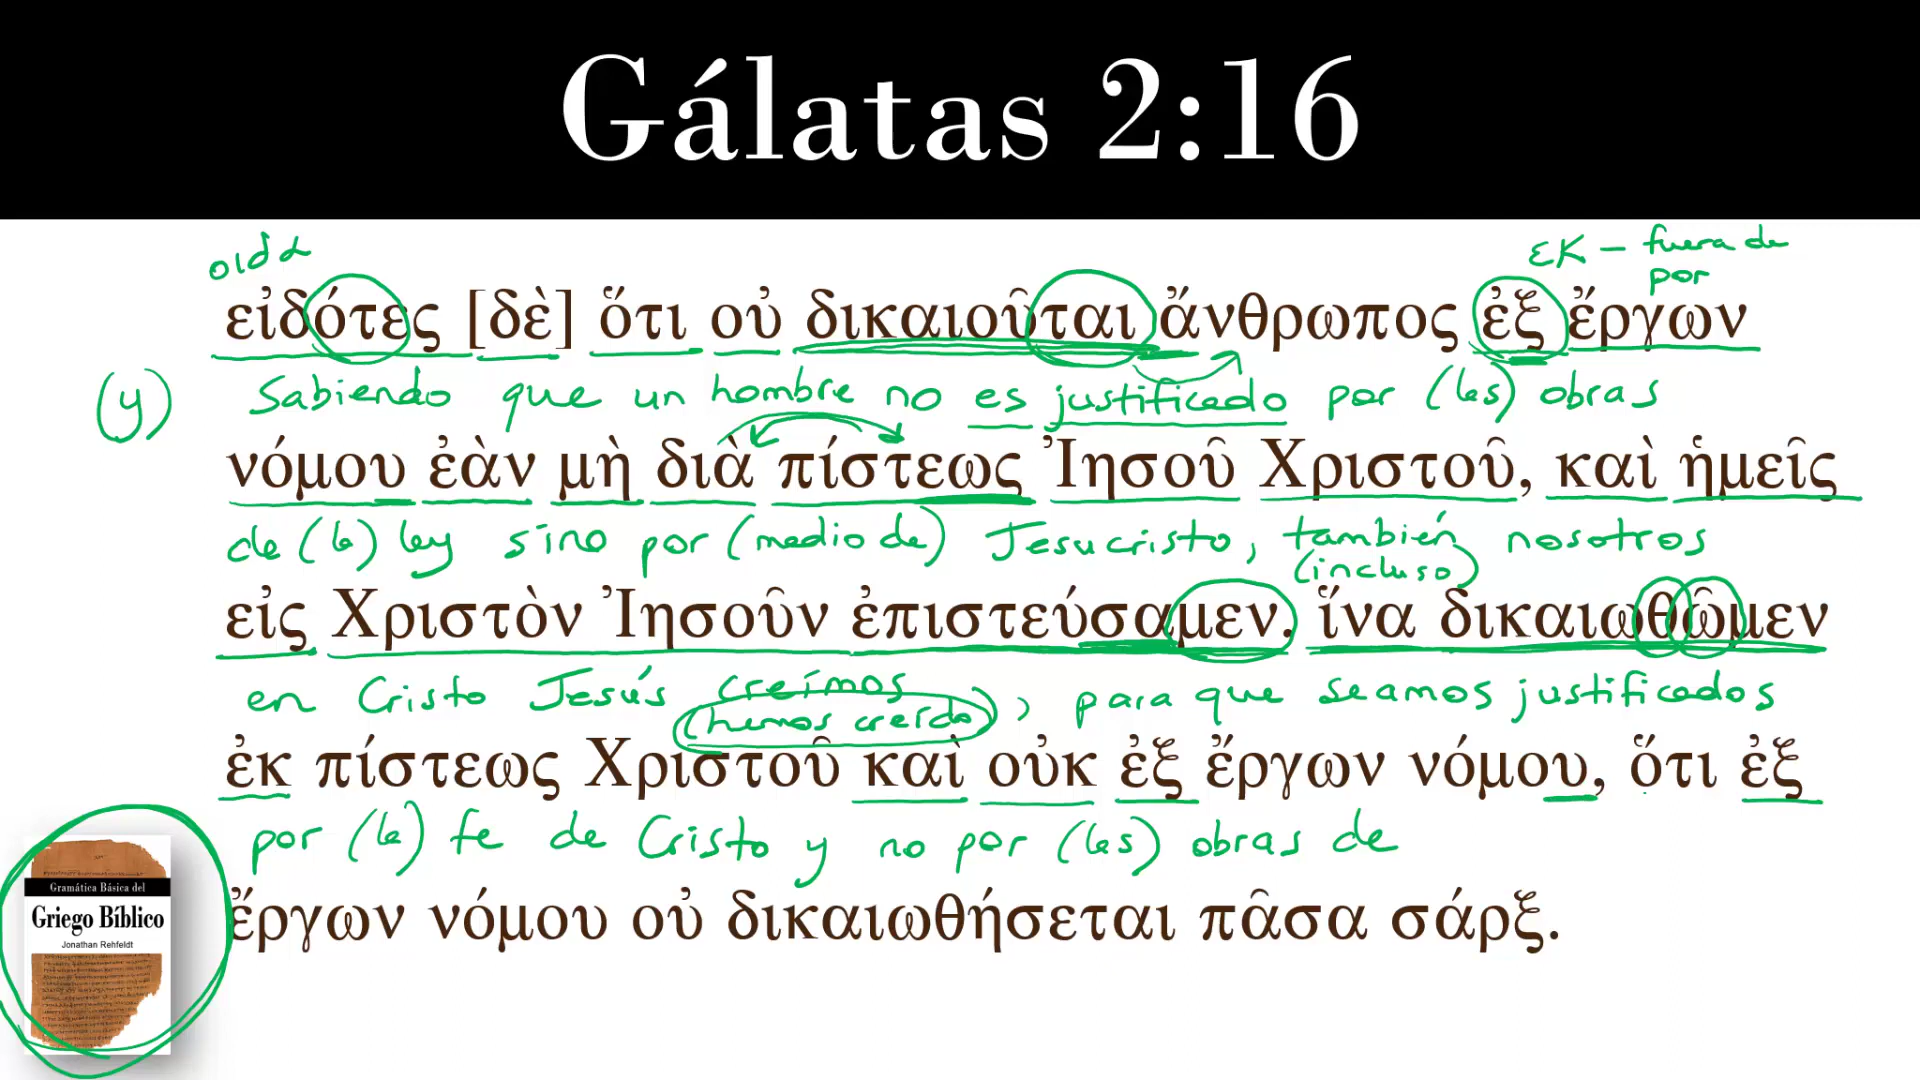 Gálatas 2:16
οιδα
εκ — fuera de
por
εἰδότες [δὲ] ὅτι οὐ δικαιοῦται ἄνθρωπος ἐξ ἔργων
(y) Sabiendo que un hombre no es justificado por (las) obras
νόμου ἐὰν μὴ διὰ πίστεως Ἰησοῦ Χριστοῦ, καὶ ἡμεῖς
de (la) ley sino por (medio de) Jesucristo, también nosotros
(incluso)
εἰς Χριστὸν Ἰησοῦν ἐπιστεύσαμεν, ἵνα δικαιωθῶμεν
en Cristo Jesús creímos, para que seamos justificados
(hemos creído)
ἐκ πίστεως Χριστοῦ καὶ οὐκ ἐξ ἔργων νόμου, ὅτι ἐξ
por (la) fe de Cristo y no por (las) obras de
ἔργων νόμου οὐ δικαιωθήσεται πᾶσα σάρξ.
Gramática Básica del
Griego Bíblico
Jonathan Rehfeldt